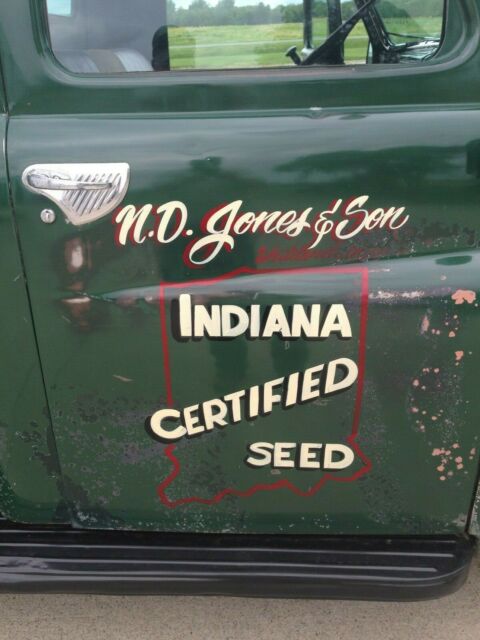 N.D. Jones & Son
INDIANA
CERTIFIED
SEED